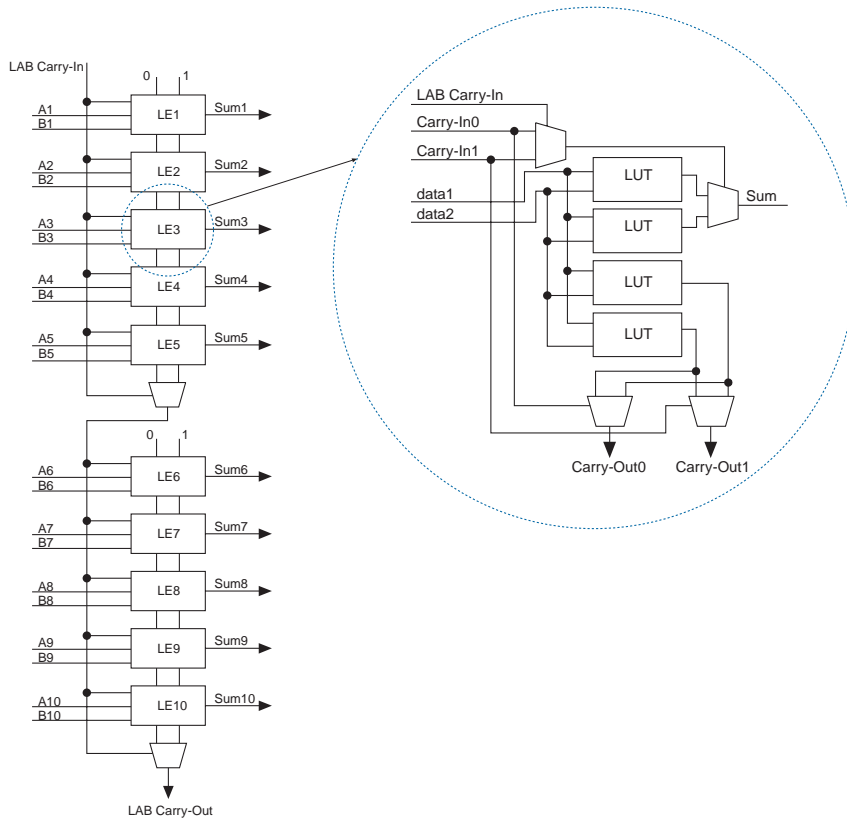 LAB Carry-In
0 1
A1
B1
LE1
Sum1
A2
B2
LE2
Sum2
A3
B3
LE3
Sum3
A4
B4
LE4
Sum4
A5
B5
LE5
Sum5
0 1
A6
B6
LE6
Sum6
A7
B7
LE7
Sum7
A8
B8
LE8
Sum8
A9
B9
LE9
Sum9
A10
B10
LE10
Sum10
LAB Carry-Out
LAB Carry-In
Carry-In0
Carry-In1
data1
data2
LUT
LUT
LUT
LUT
Sum
Carry-Out0
Carry-Out1